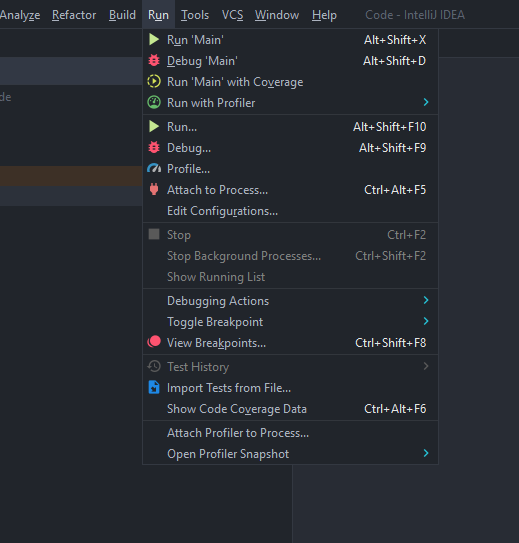 Analyze Refactor Build Run Tools VCS Window Help Code - IntelliJ IDEA
Run 'Main' Alt+Shift+X
Debug 'Main' Alt+Shift+D
Run 'Main' with Coverage
de
Run with Profiler
Run... Alt+Shift+F10
Debug... Alt+Shift+F9
Profile...
Attach to Process... Ctrl+Alt+F5
Edit Configurations...
Stop Ctrl+F2
Stop Background Processes... Ctrl+Shift+F2
Show Running List
Debugging Actions
Toggle Breakpoint
View Breakpoints... Ctrl+Shift+F8
Test History
Import Tests from File...
Show Code Coverage Data Ctrl+Alt+F6
Attach Profiler to Process...
Open Profiler Snapshot